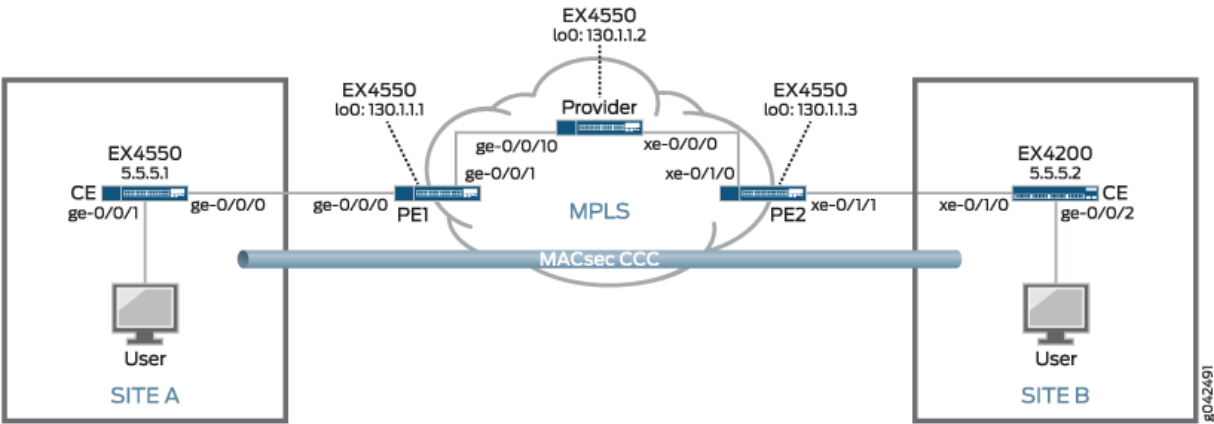 EX4550
lo0: 130.1.1.2
EX4550
lo0: 130.1.1.1
Provider
EX4550
lo0: 130.1.1.3
ge-0/0/10
xe-0/0/0
EX4550
5.5.5.1
ge-0/0/1
xe-0/1/0
EX4200
5.5.5.2
CE
ge-0/0/1
ge-0/0/0
ge-0/0/0
PE1
MPLS
PE2
xe-0/1/1
xe-0/1/0
CE
ge-0/0/2
MACsec CCC
User
User
SITE A
SITE B
g042491